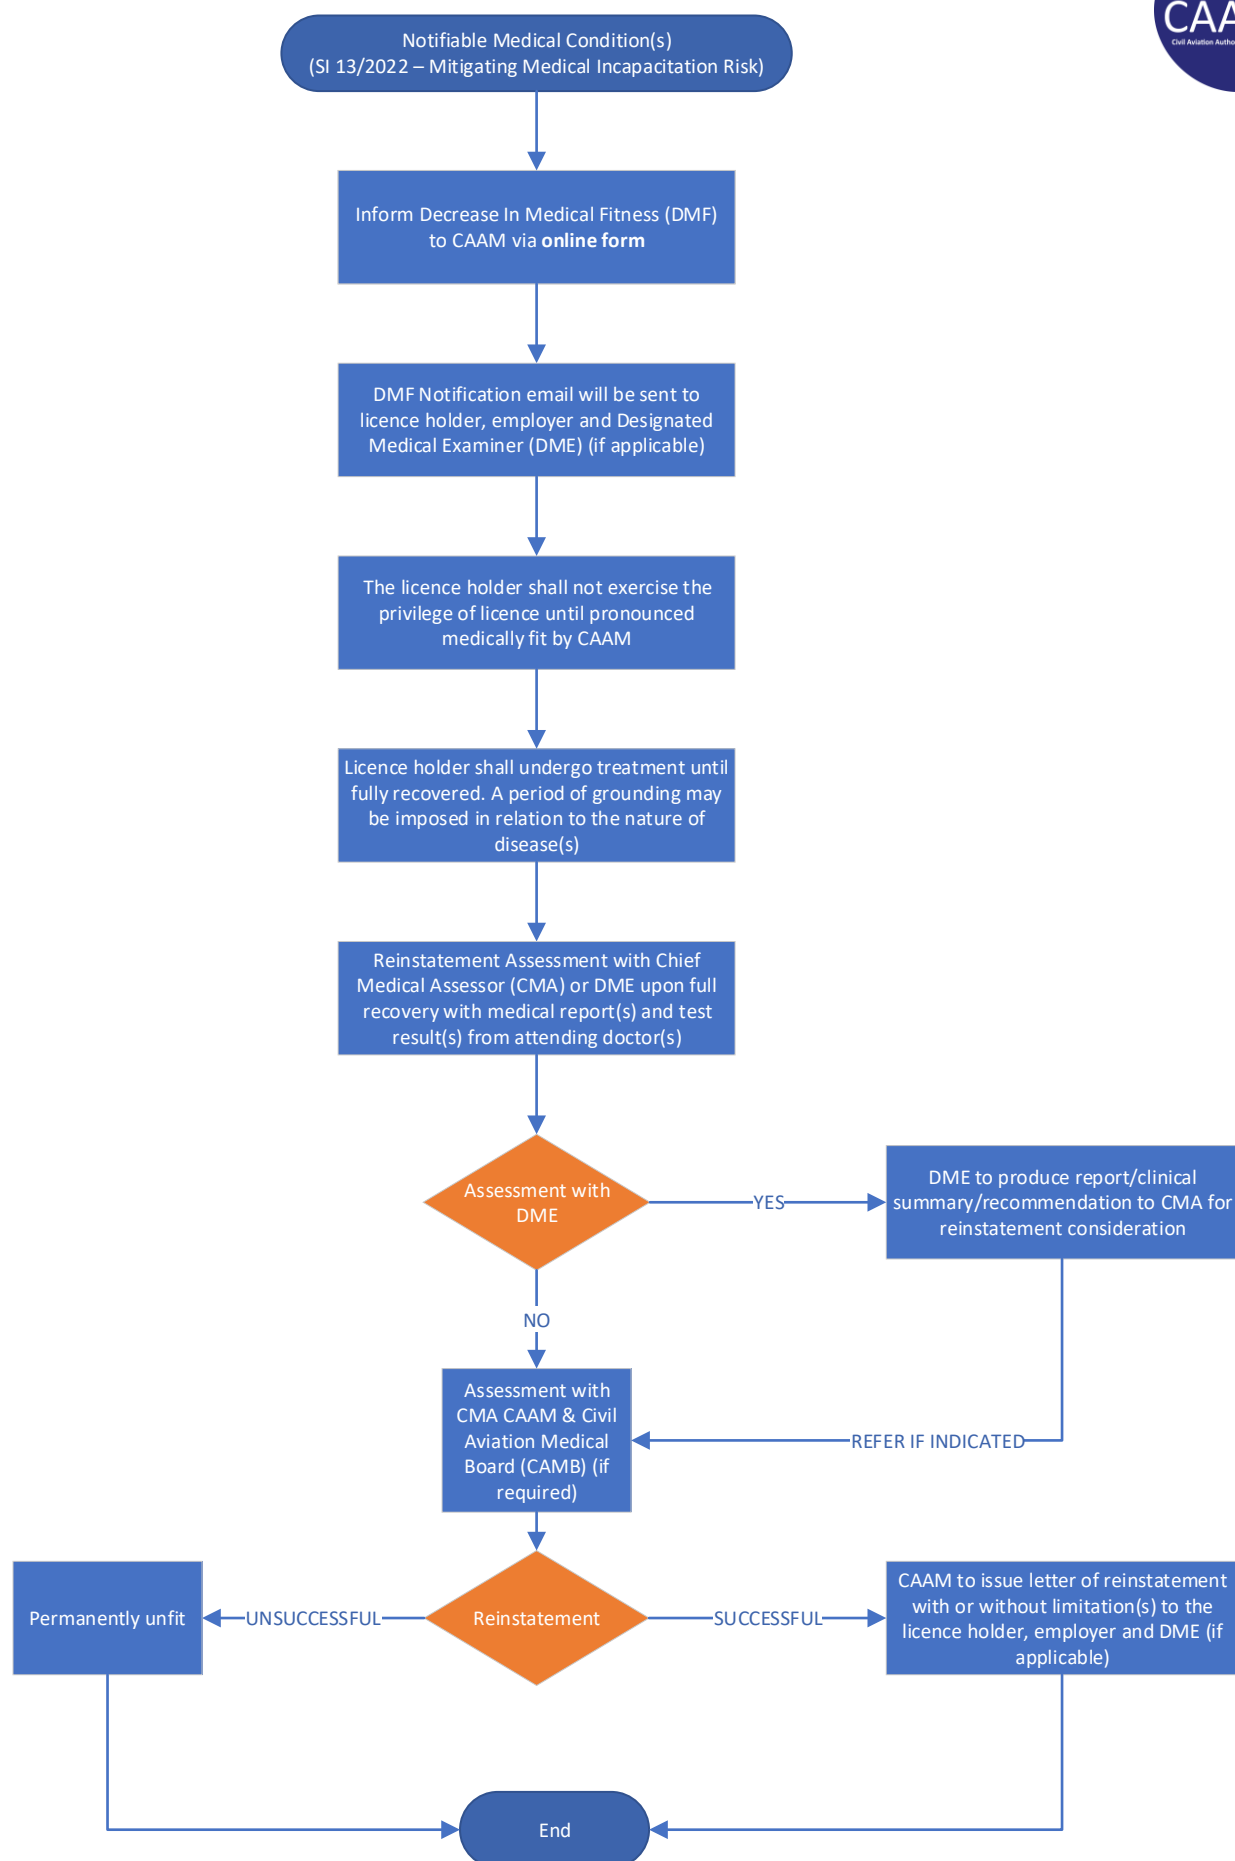 CAA
Civil Aviation Autho
Notifiable Medical Condition(s)
(SI 13/2022 – Mitigating Medical Incapacitation Risk)
Inform Decrease In Medical Fitness (DMF)
to CAAM via online form
DMF Notification email will be sent to
licence holder, employer and Designated
Medical Examiner (DME) (if applicable)
The licence holder shall not exercise the
privilege of licence until pronounced
medically fit by CAAM
Licence holder shall undergo treatment until
fully recovered. A period of grounding may
be imposed in relation to the nature of
disease(s)
Reinstatement Assessment with Chief
Medical Assessor (CMA) or DME upon full
recovery with medical report(s) and test
result(s) from attending doctor(s)
Assessment with
DME
YES
DME to produce report/clinical
summary/recommendation to CMA for
reinstatement consideration
NO
Assessment with
CMA CAAM & Civil
Aviation Medical
Board (CAMB) (if
required)
REFER IF INDICATED
Permanently unfit
UNSUCCESSFUL
Reinstatement
SUCCESSFUL
CAAM to issue letter of reinstatement
with or without limitation(s) to the
licence holder, employer and DME (if
applicable)
End